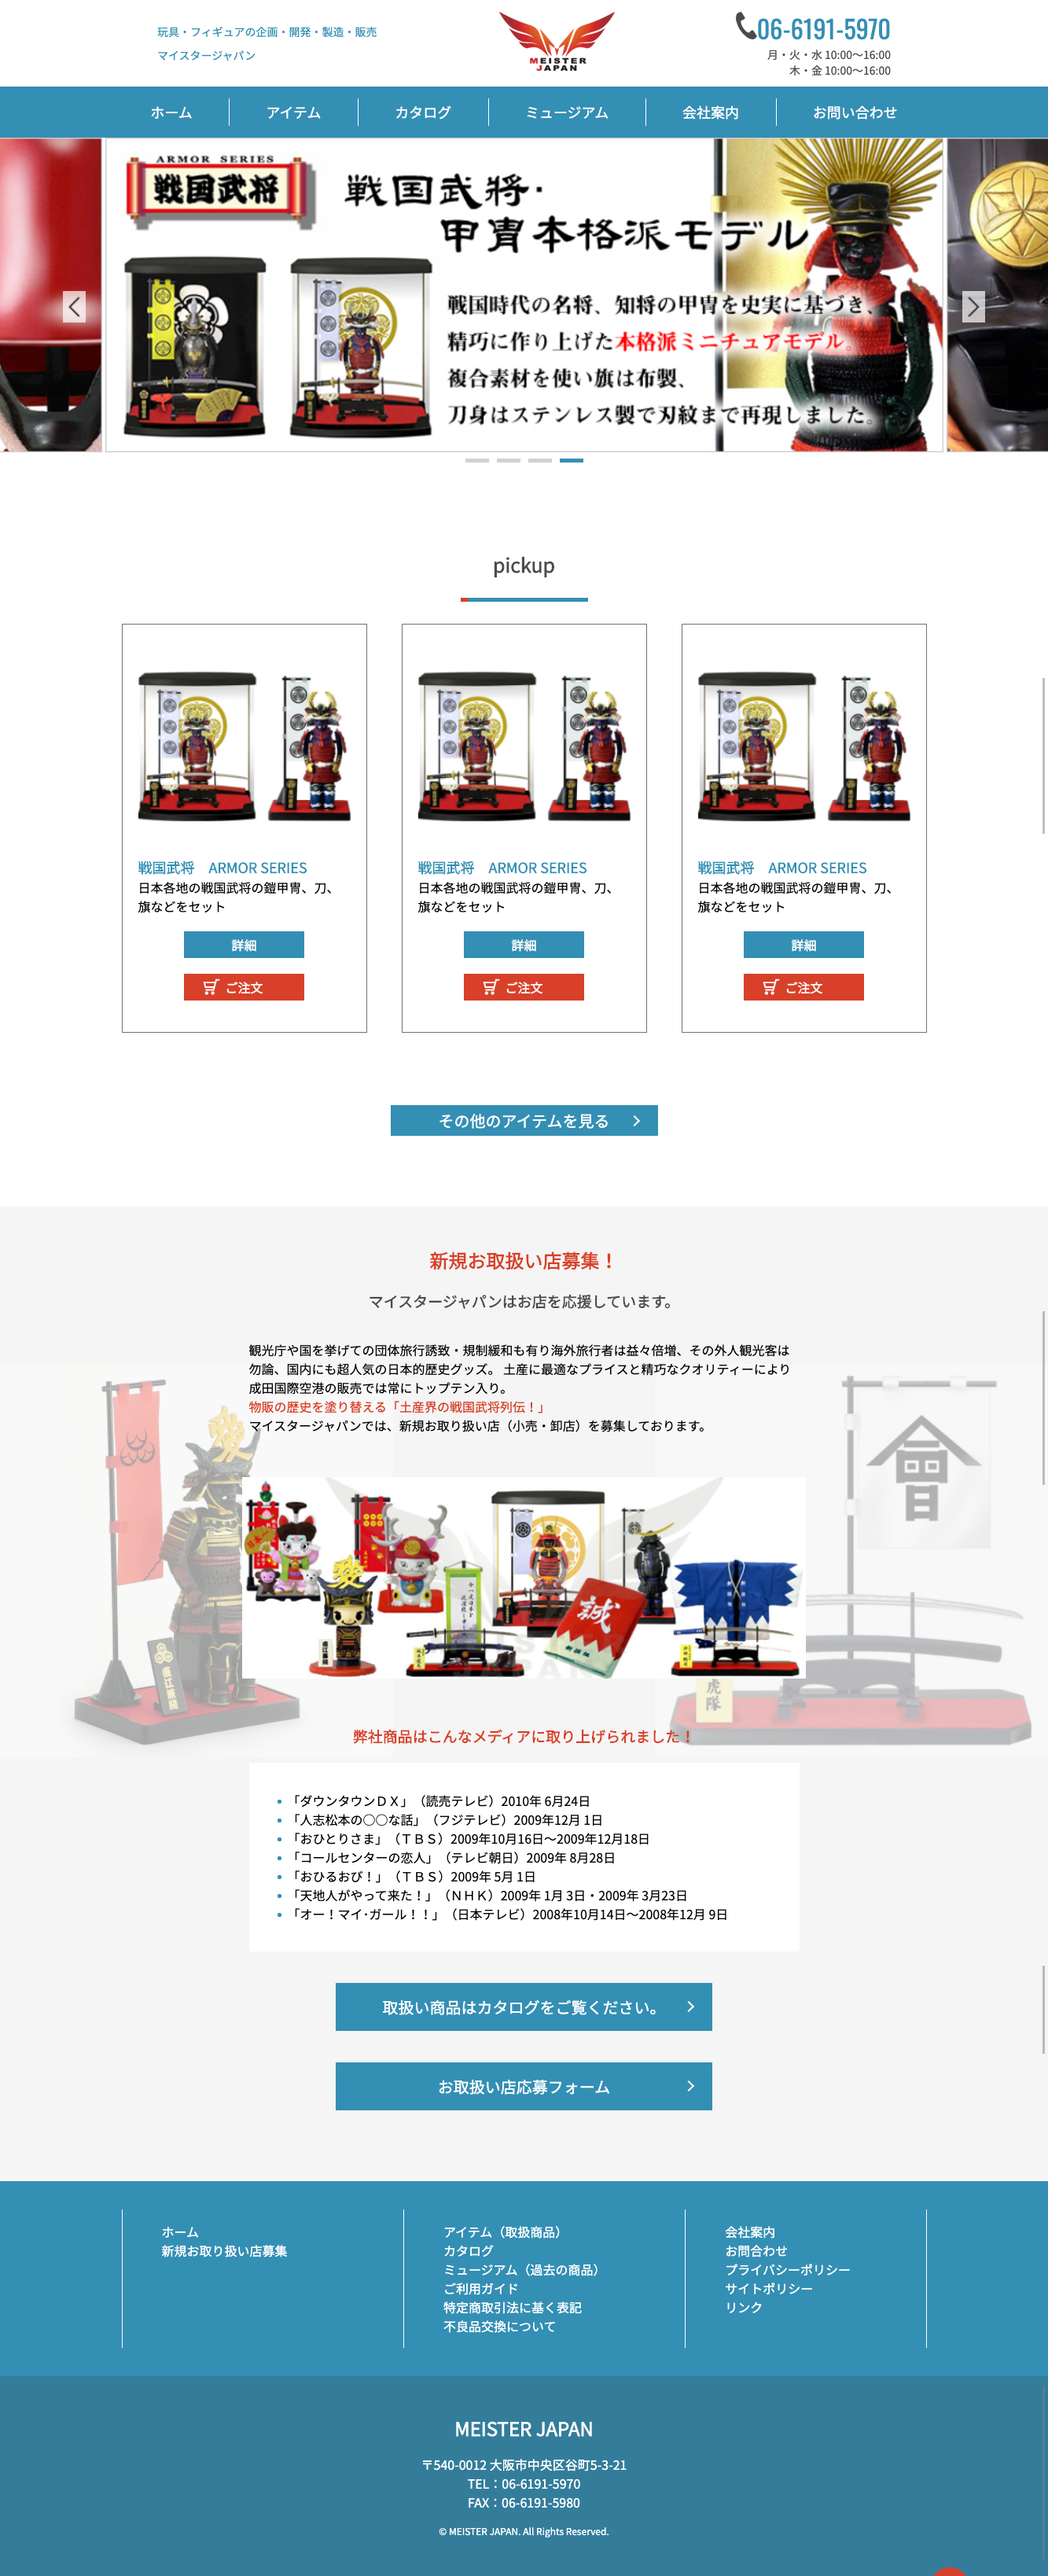 玩具・フィギュアの企画・開発・製造・販売
マイスタージャパン
MEISTER
JAPAN
06-6191-5970
月・火・水 10:00〜16:00
木・金 10:00〜16:00
ホーム
アイテム
カタログ
ミュージアム
会社案内
お問い合わせ
ARMOR SERIES
戦国武将
戦国武将·
甲冑本格派モデル
戦国時代の名将、知将の甲冑を史実に基づき、
精巧に作り上げた本格派ミニチュアモデル。
複合素材を使い旗は布製、
刀身はステンレス製で刃紋まで再現しました。
pickup
戦国武将　ARMOR SERIES
日本各地の戦国武将の鎧甲冑、刀、
旗などをセット
詳細
ご注文
戦国武将　ARMOR SERIES
日本各地の戦国武将の鎧甲冑、刀、
旗などをセット
詳細
ご注文
戦国武将　ARMOR SERIES
日本各地の戦国武将の鎧甲冑、刀、
旗などをセット
詳細
ご注文
その他のアイテムを見る
新規お取扱い店募集！
マイスタージャパンはお店を応援しています。
観光庁や国を挙げての団体旅行誘致・規制緩和も有り海外旅行者は益々倍増、その外人観光客は
勿論、国内にも超人気の日本的歴史グッズ。 土産に最適なプライスと精巧なクオリティーにより
成田国際空港の販売では常にトップテン入り。
物販の歴史を塗り替える「土産界の戦国武将列伝！」
マイスタージャパンでは、新規お取り扱い店（小売・卸店）を募集しております。
愛
直江兼続
誠
虎隊
弊社商品はこんなメディアに取り上げられました！
「ダウンタウンＤＸ」（読売テレビ）2010年 6月24日
「人志松本の〇〇な話」（フジテレビ）2009年12月 1日
「おひとりさま」（ＴＢＳ）2009年10月16日〜2009年12月18日
「コールセンターの恋人」（テレビ朝日）2009年 8月28日
「おひるおび！」（ＴＢＳ）2009年 5月 1日
「天地人がやって来た！」（ＮＨＫ）2009年 1月 3日・2009年 3月23日
「オー！マイ･ガール！！」（日本テレビ）2008年10月14日〜2008年12月 9日
取扱い商品はカタログをご覧ください。
お取扱い店応募フォーム
ホーム
新規お取り扱い店募集
アイテム（取扱商品）
カタログ
ミュージアム（過去の商品）
ご利用ガイド
特定商取引法に基く表記
不良品交換について
会社案内
お問合わせ
プライバシーポリシー
サイトポリシー
リンク
MEISTER JAPAN
〒540-0012 大阪市中央区谷町5-3-21
TEL：06-6191-5970
FAX：06-6191-5980
© MEISTER JAPAN. All Rights Reserved.